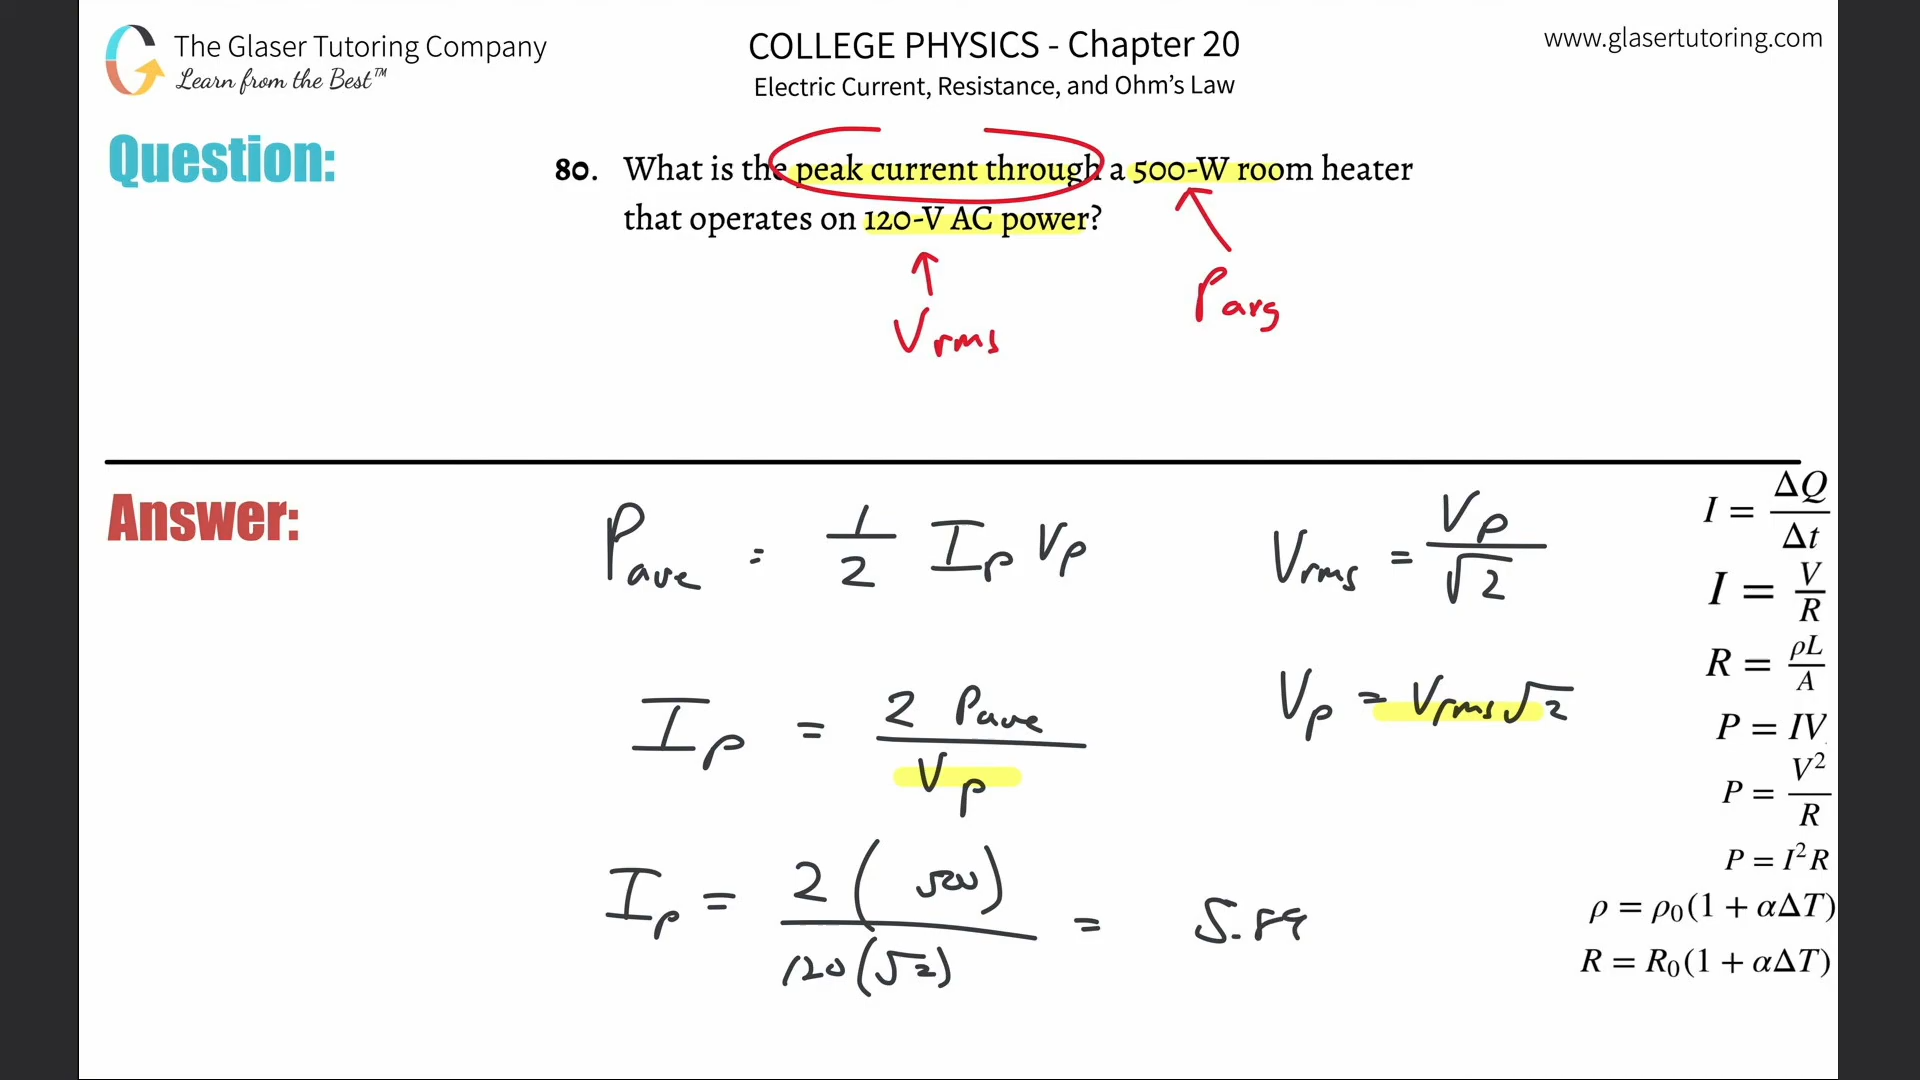 The Glaser Tutoring Company
Learn from the Best™
COLLEGE PHYSICS - Chapter 20
Electric Current, Resistance, and Ohm's Law
www.glasertutoring.com
Question:
80. What is the peak current through a 500-W room heater
that operates on 120-V AC power?
Vrms
Pavg
Answer:
Pave = 1/2 Ip Vp
Vrms = Vp/√2
Ip = 2 Pave / Vp
Vp = Vrms√2
Ip = 2(500) / 120(√2) = 5.89
I = ΔQ/Δt
I = V/R
R = ρL/A
P = IV
P = V²/R
P = I²R
ρ = ρ₀(1 + αΔT)
R = R₀(1 + αΔT)